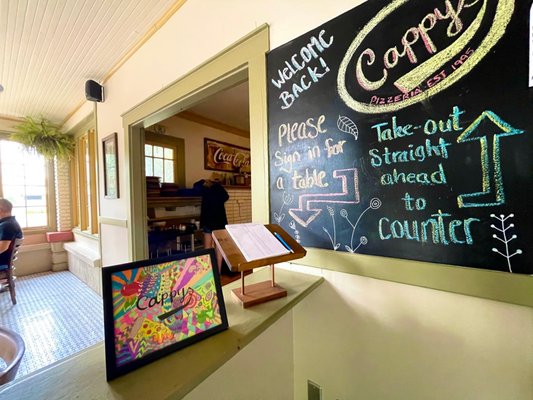 Welcome
Back!
Cappy's
Pizzeria EST 1995
Please
Sign in for
a table
Take-out
Straight
ahead
to
counter
Coca-Cola
Cappy's